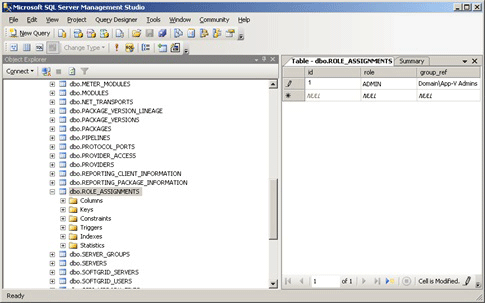 Microsoft SQL Server Management Studio
File Edit View Project Query Designer Tools Window Community Help
New Query
Change Type
Object Explorer
Connect
dbo.METER_MODULES
dbo.MODULES
dbo.NET_TRANSPORTS
dbo.PACKAGE_VERSION_LINEAGE
dbo.PACKAGE_VERSIONS
dbo.PACKAGES
dbo.PIPELINES
dbo.PROTOCOL_PORTS
dbo.PROVIDER_ACCESS
dbo.PROVIDERS
dbo.REPORTING_CLIENT_INFORMATION
dbo.REPORTING_PACKAGE_INFORMATION
dbo.ROLE_ASSIGNMENTS
Columns
Keys
Constraints
Triggers
Indexes
Statistics
dbo.SERVER_GROUPS
dbo.SERVERS
dbo.SOFTGRID_SERVERS
dbo.SOFTGRID_USERS
Table - dbo.ROLE_ASSIGNMENTS Summary
id role group_ref
1 ADMIN Domain\App-V Admins
NULL NULL NULL
1 of 1 Cell is Modified.
Ready